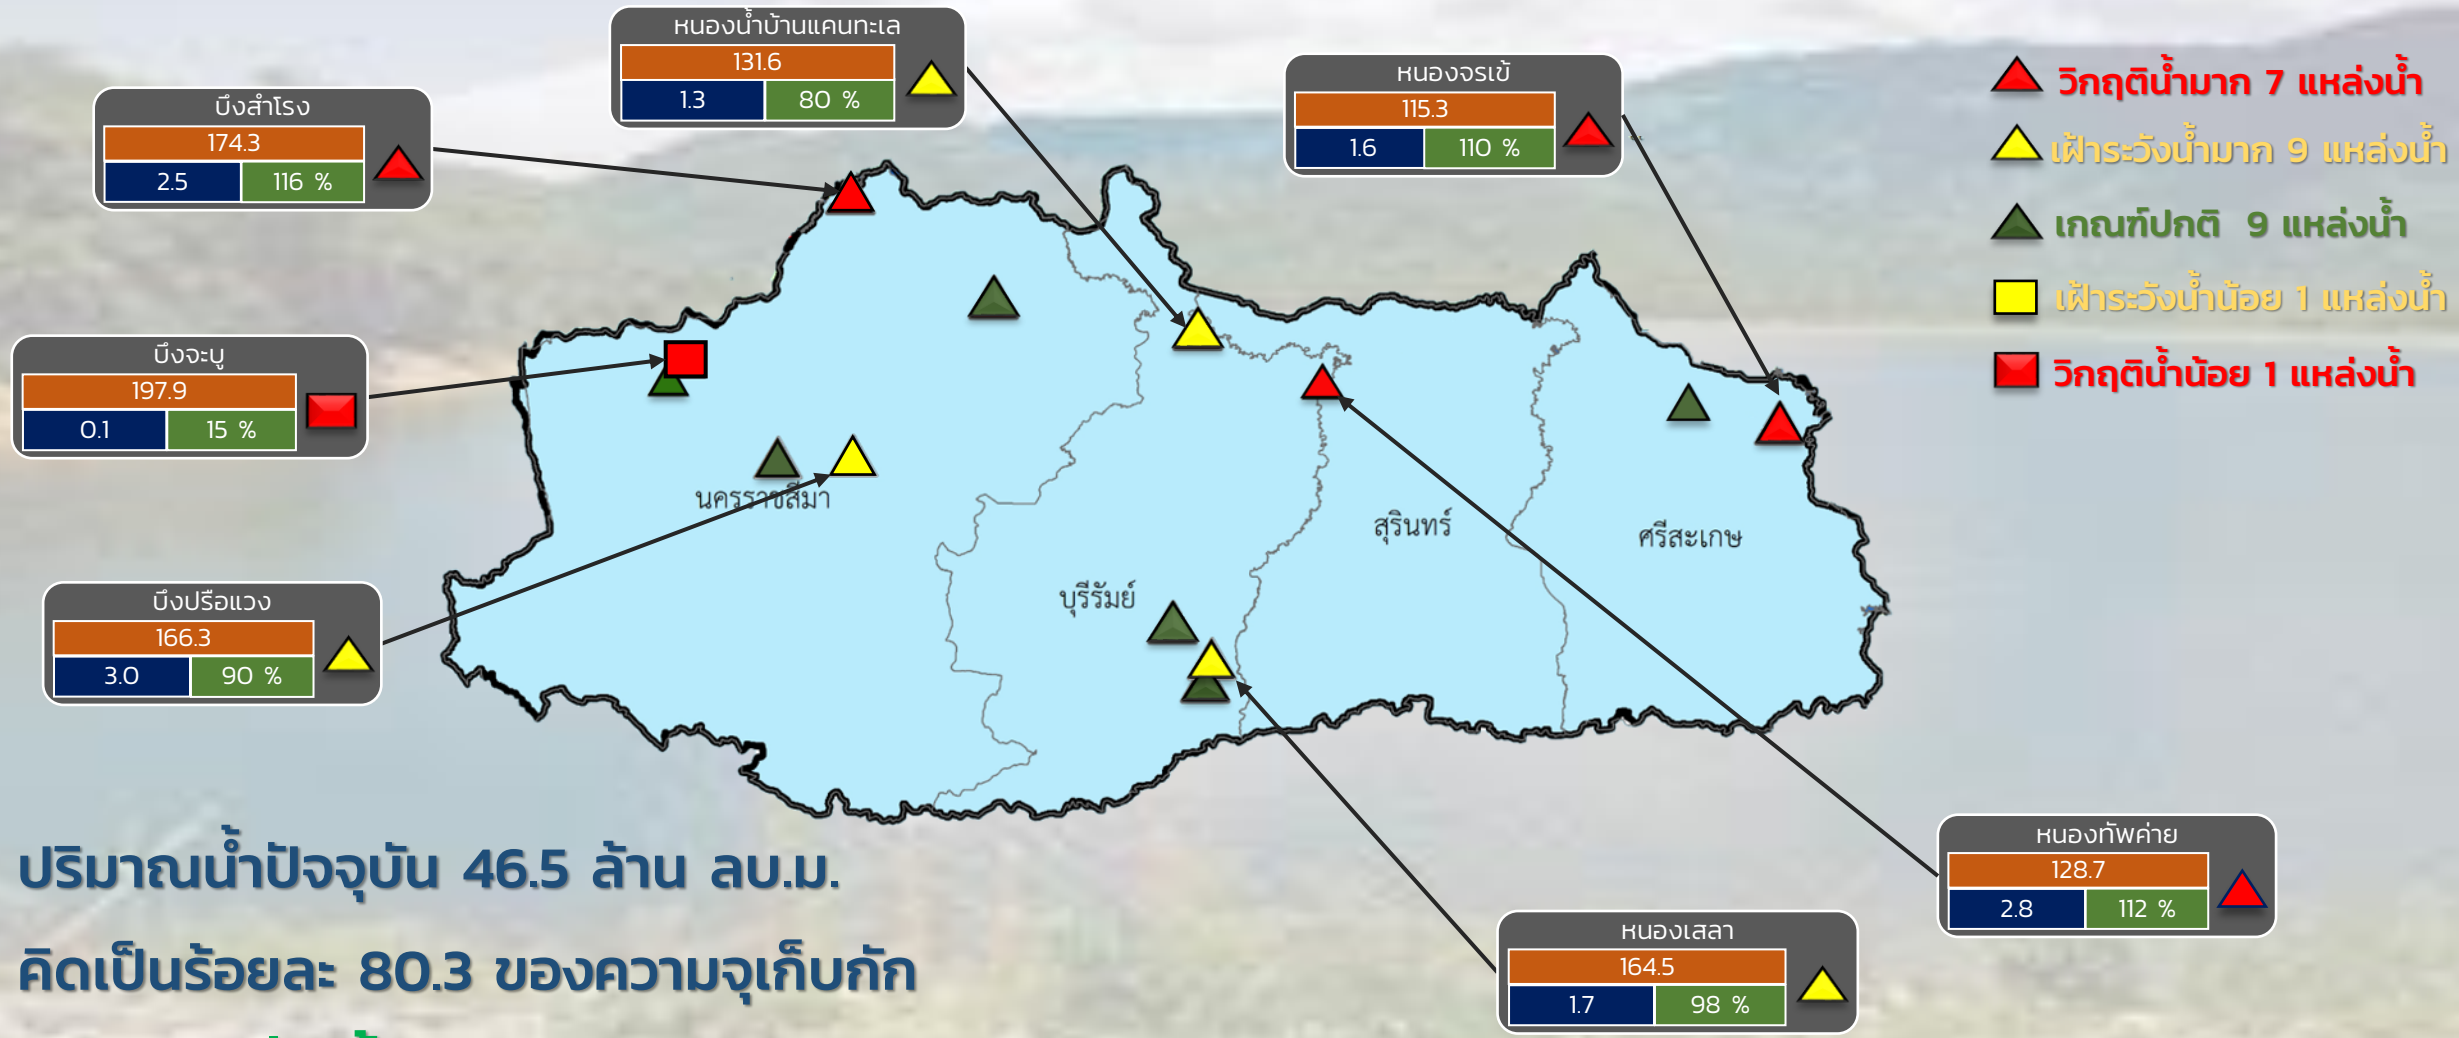 หนองน้ำบ้านแคนทะเล
131.6
1.3 80 %
หนองจรเข้
115.3
1.6 110 %
บึงสำโรง
174.3
2.5 116 %
วิกฤติน้ำมาก 7 แหล่งน้ำ
เฝ้าระวังน้ำมาก 9 แหล่งน้ำ
เกณฑ์ปกติ 9 แหล่งน้ำ
เฝ้าระวังน้ำน้อย 1 แหล่งน้ำ
วิกฤติน้ำน้อย 1 แหล่งน้ำ
บึงจะบู
197.9
0.1 15 %
นครราชสีมา
สุรินทร์
ศรีสะเกษ
บุรีรัมย์
บึงปรือแวง
166.3
3.0 90 %
หนองทัพค่าย
128.7
2.8 112 %
หนองเสลา
164.5
1.7 98 %
ปริมาณน้ำปัจจุบัน 46.5 ล้าน ลบ.ม.
คิดเป็นร้อยละ 80.3 ของความจุเก็บกัก